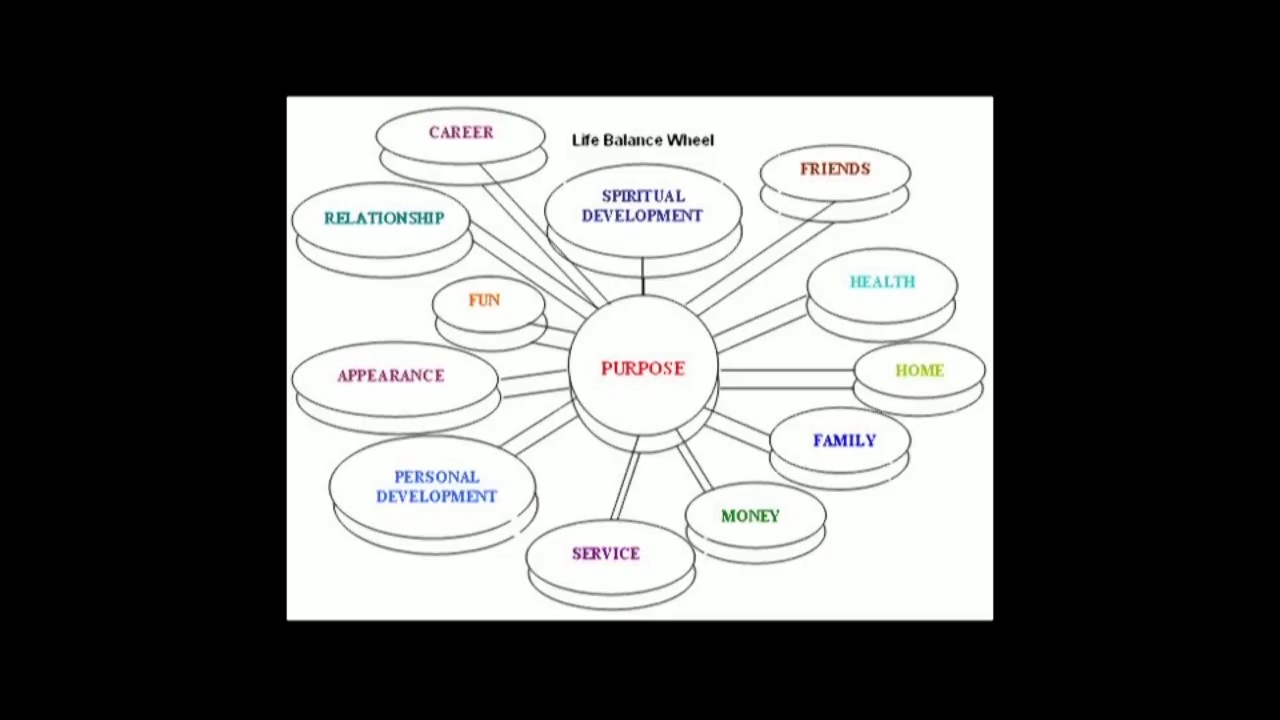 CAREER
Life Balance Wheel
FRIENDS
SPIRITUAL
DEVELOPMENT
RELATIONSHIP
HEALTH
FUN
PURPOSE
HOME
APPEARANCE
FAMILY
PERSONAL
DEVELOPMENT
MONEY
SERVICE